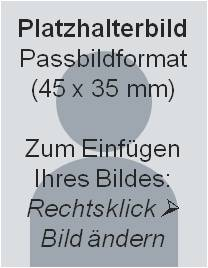 Platzhalterbild
Passbildformat
(45 x 35 mm)
Zum Einfügen
Ihres Bildes:
Rechtsklick ➢
Bild ändern